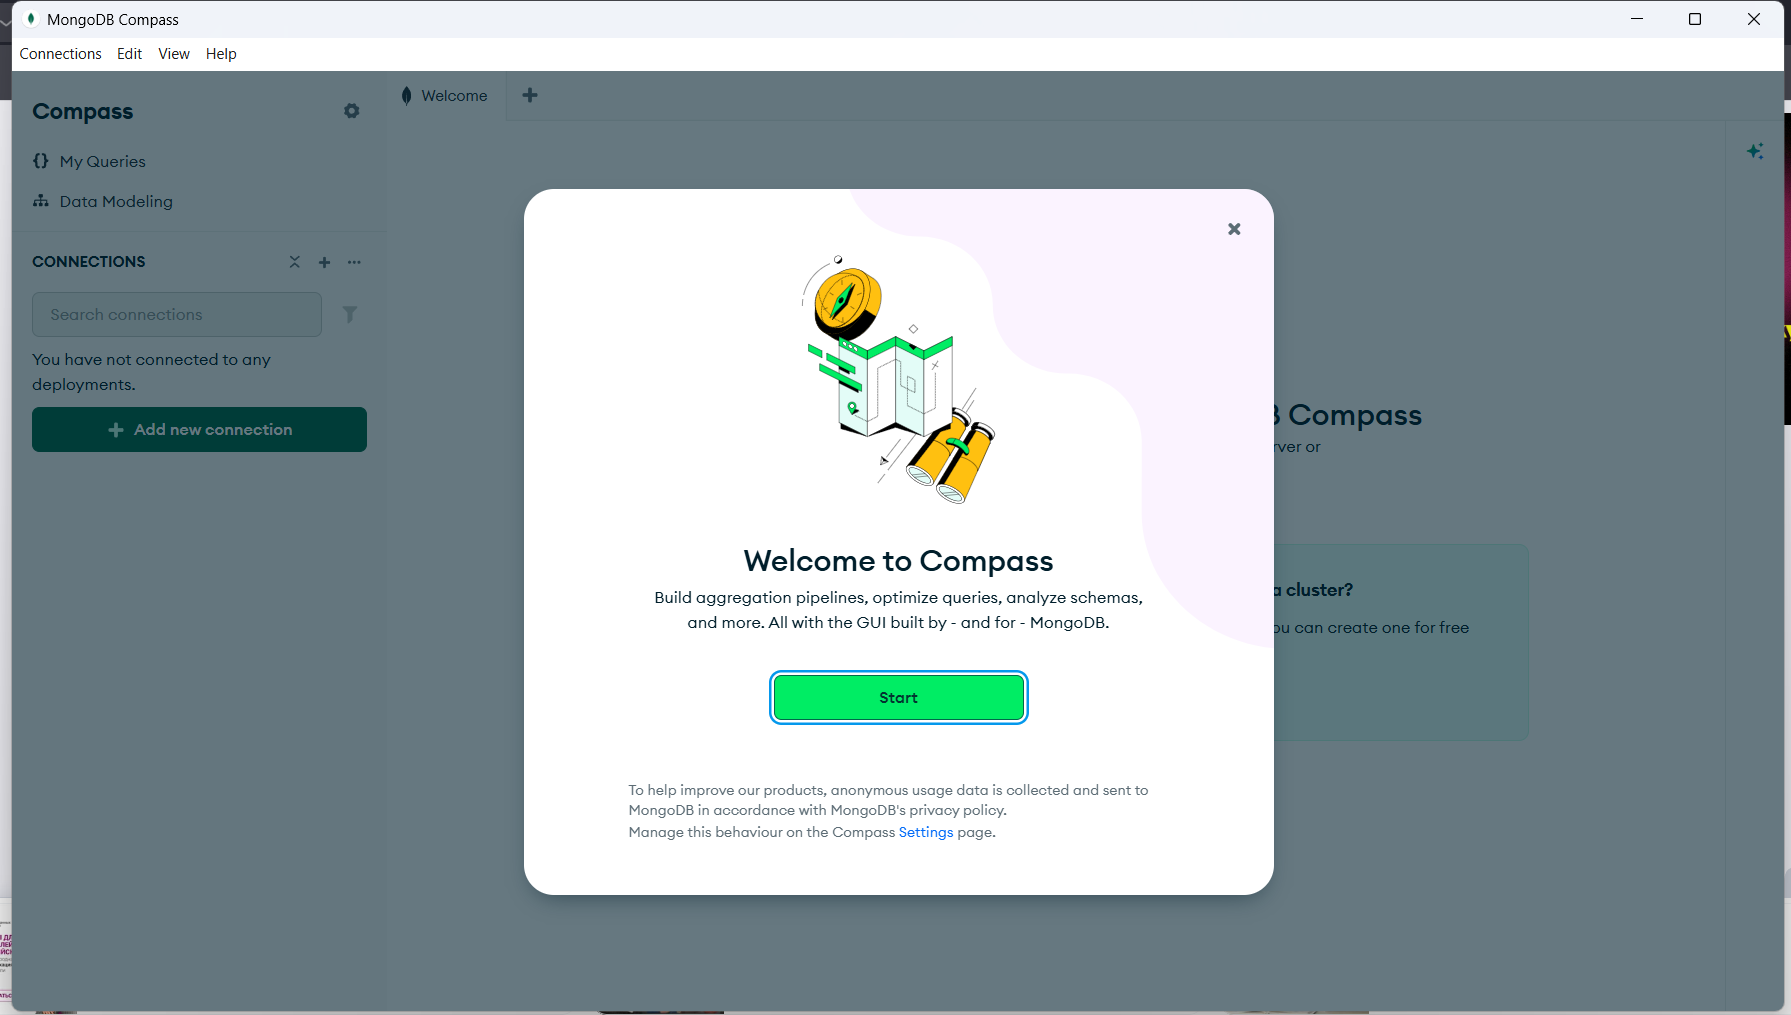 MongoDB Compass
Connections Edit View Help
Compass
My Queries
Data Modeling
CONNECTIONS
Search connections
You have not connected to any
deployments.
Add new connection
Welcome
Compass
or
Welcome to Compass
Build aggregation pipelines, optimize queries, analyze schemas,
and more. All with the GUI built by - and for - MongoDB.
Start
To help improve our products, anonymous usage data is collected and sent to
MongoDB in accordance with MongoDB's privacy policy.
Manage this behaviour on the Compass Settings page.
a cluster?
can create one for free